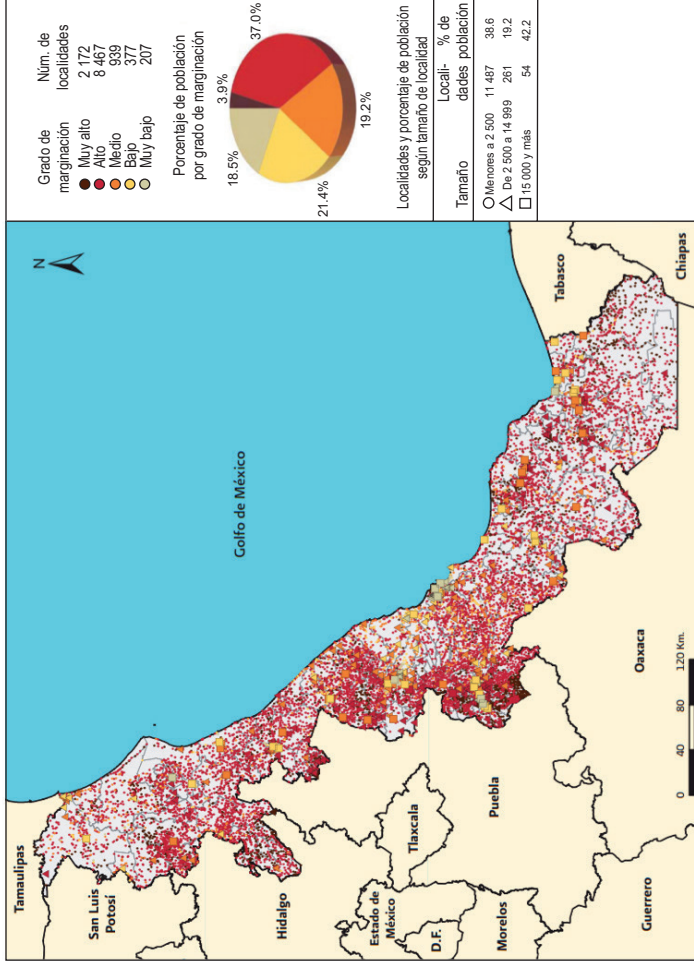 Grado de marginación Núm. de localidades
Muy alto 2 172
Alto 8 467
Medio 939
Bajo 377
Muy bajo 207
Porcentaje de población
por grado de marginación
3.9%
37.0%
19.2%
21.4%
18.5%
Localidades y porcentaje de población
según tamaño de localidad
Tamaño Locali-dades % de población
Menores a 2 500 11 487 38.6
De 2 500 a 14 999 261 19.2
15 000 y más 54 42.2
N
Tamaulipas
San Luis
Potosí
Golfo de México
Hidalgo
Tlaxcala
Estado de
México
D.F.
Morelos
Puebla
Guerrero
Oaxaca
Tabasco
Chiapas
0 40 80 120 Km.